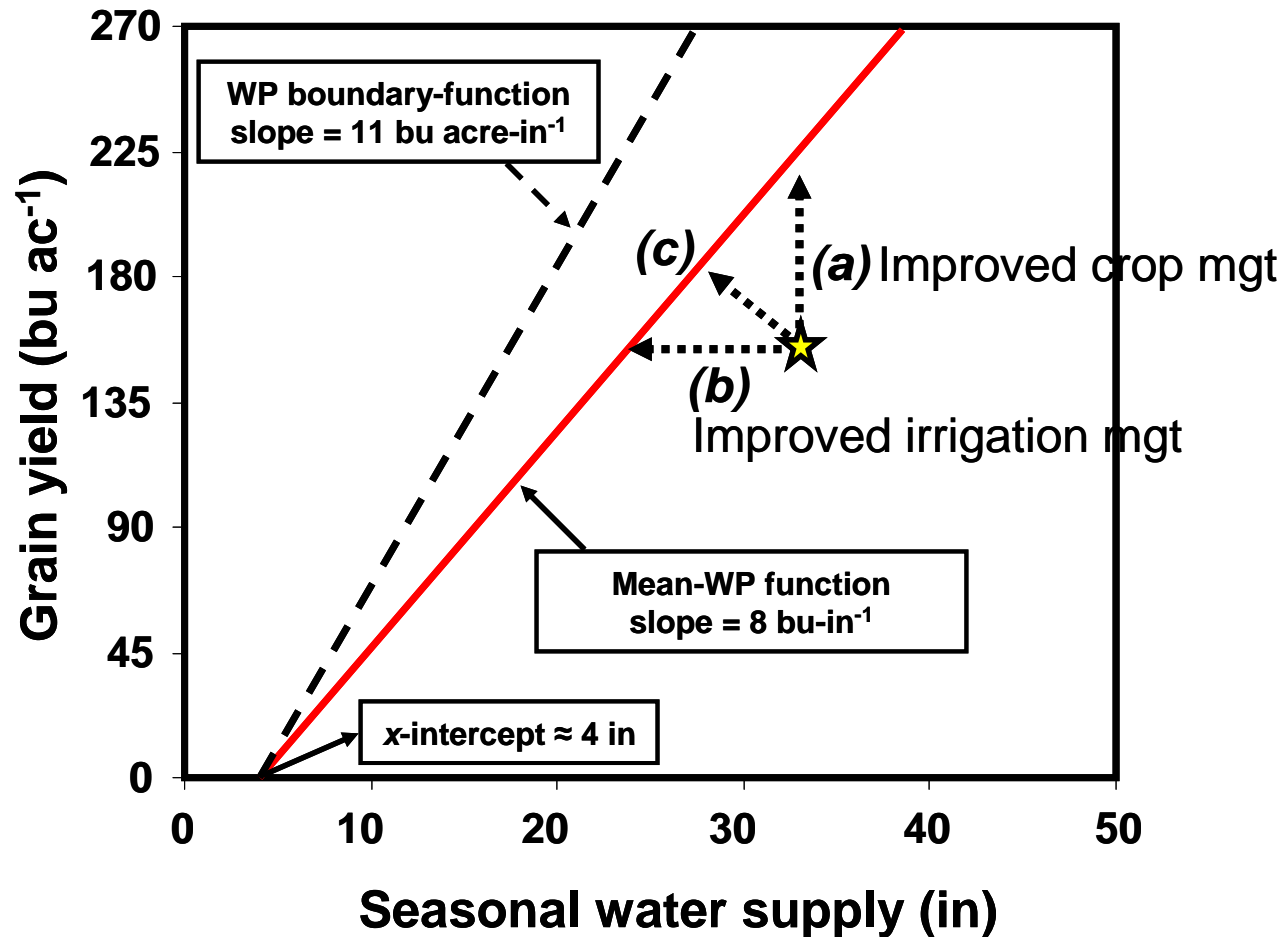 270
225
180
135
90
45
0
Grain yield (bu ac⁻¹)
WP boundary-function
slope = 11 bu acre-in⁻¹
(c)
(a) Improved crop mgt
(b)
Improved irrigation mgt
Mean-WP function
slope = 8 bu-in⁻¹
x-intercept ≈ 4 in
0 10 20 30 40 50
Seasonal water supply (in)